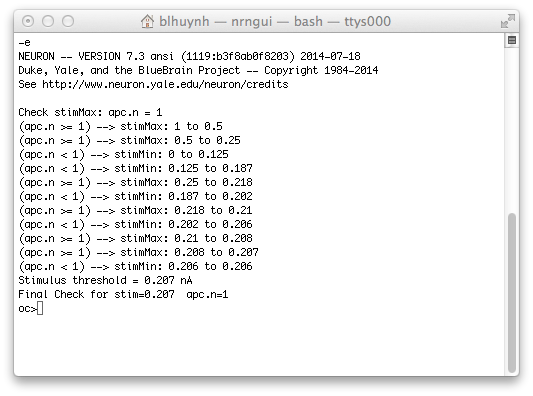 blhuynh — nrngui — bash — ttys000
-e
NEURON -- VERSION 7.3 ansi (1119:b3f8ab0f8203) 2014-07-18
Duke, Yale, and the BlueBrain Project -- Copyright 1984-2014
See http://www.neuron.yale.edu/neuron/credits
Check stimMax: apc.n = 1
(apc.n >= 1) --> stimMax: 1 to 0.5
(apc.n >= 1) --> stimMax: 0.5 to 0.25
(apc.n < 1) --> stimMin: 0 to 0.125
(apc.n < 1) --> stimMin: 0.125 to 0.187
(apc.n >= 1) --> stimMax: 0.25 to 0.218
(apc.n < 1) --> stimMin: 0.187 to 0.202
(apc.n >= 1) --> stimMax: 0.218 to 0.21
(apc.n < 1) --> stimMin: 0.202 to 0.206
(apc.n >= 1) --> stimMax: 0.21 to 0.208
(apc.n >= 1) --> stimMax: 0.208 to 0.207
(apc.n < 1) --> stimMin: 0.206 to 0.206
Stimulus threshold = 0.207 nA
Final Check for stim=0.207  apc.n=1
oc>